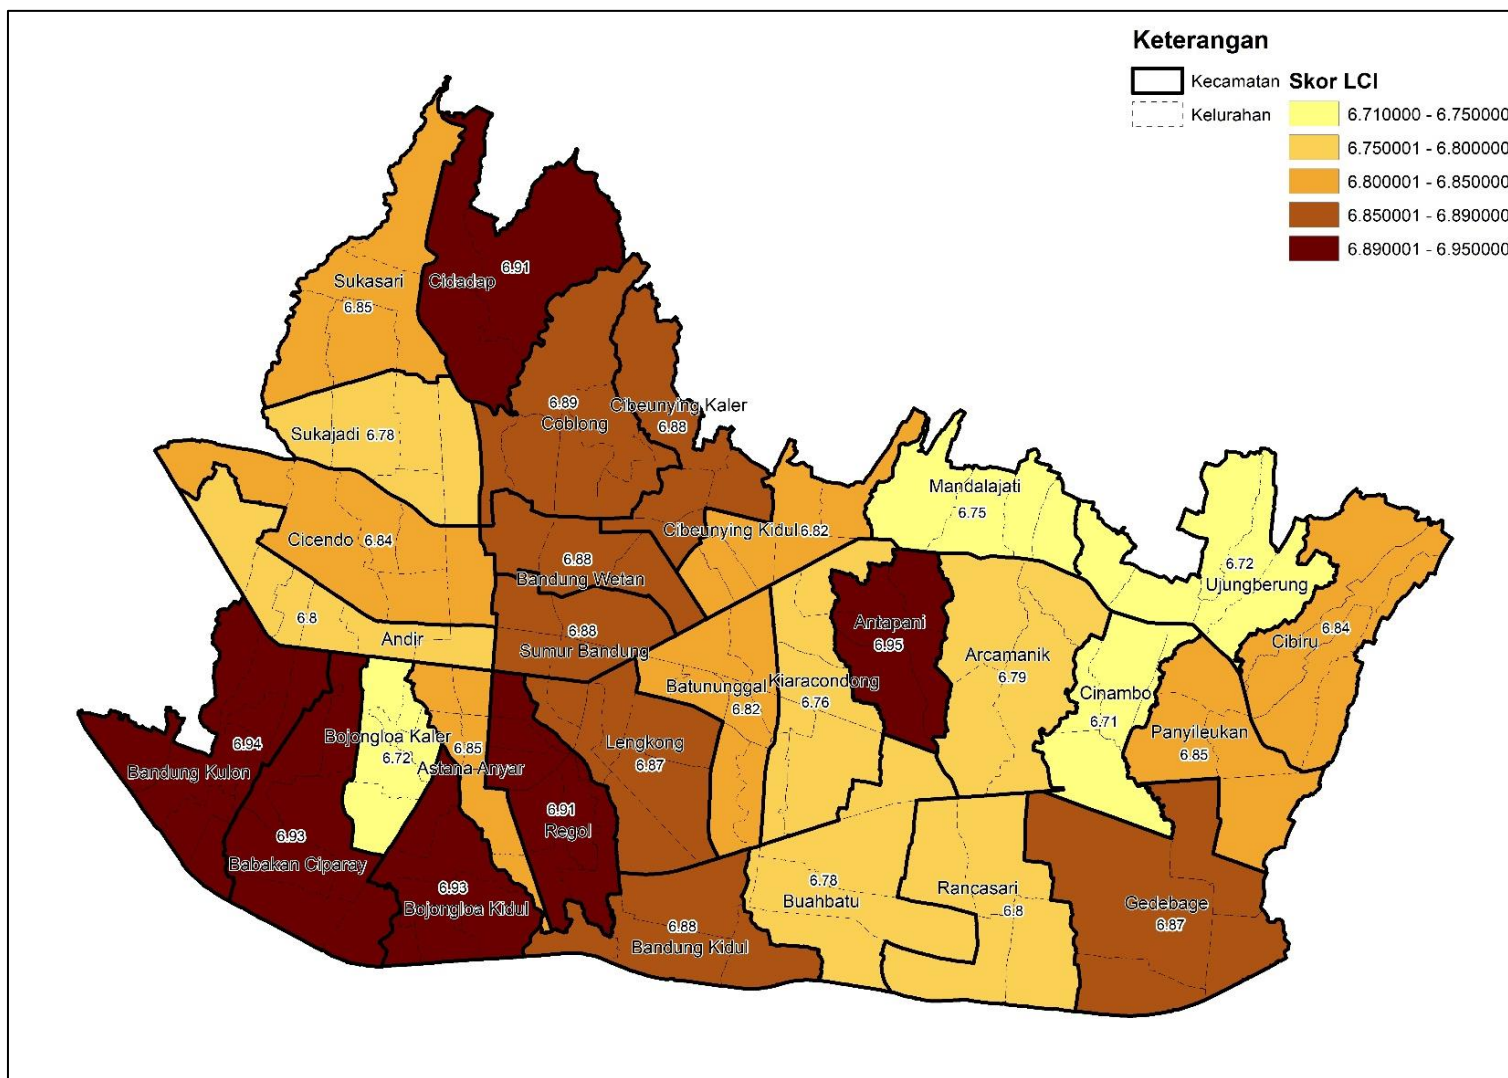 Keterangan
Kecamatan
Kelurahan
Skor LCI
6.710000 - 6.750000
6.750001 - 6.800000
6.800001 - 6.850000
6.850001 - 6.890000
6.890001 - 6.950000
6.91
Cidadap
Sukasari
6.85
6.89
Coblong
Cibeunying Kaler
6.88
Sukajadi 6.78
Mandalajati
6.75
Cicendo 6.84
Cibeunying Kidul 6.82
6.88
Bandung Wetan
6.72
Ujungberung
6.8
Andir
6.88
Sumur Bandung
Antapani
6.95
Arcamanik
6.79
6.84
Cibiru
Batununggal
6.82
Kiaracondong
6.76
Cinambo
6.71
Panyileukan
6.85
6.94
Bandung Kulon
Bojongloa Kaler
6.72
6.85
Astana Anyar
Lengkong
6.87
6.93
Babakan Ciparay
6.91
Regol
6.93
Bojongloa Kidul
6.88
Bandung Kidul
6.78
Buahbatu
Rancasari
6.8
Gedebage
6.87